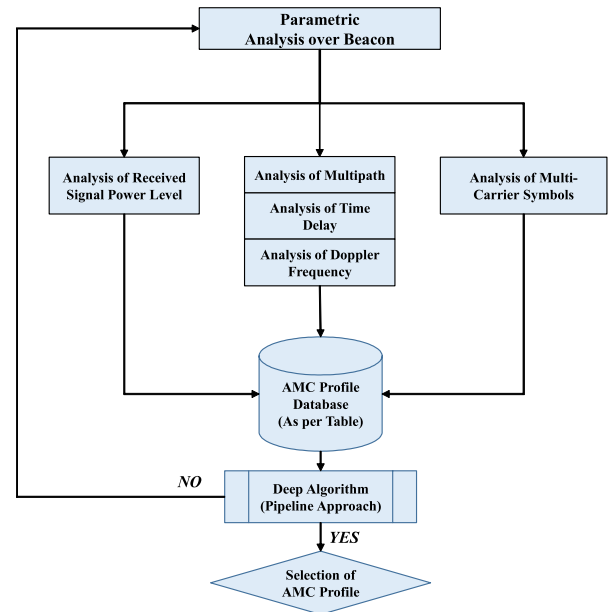 Parametric
Analysis over Beacon
Analysis of Received
Signal Power Level
Analysis of Multipath
Analysis of Time
Delay
Analysis of Doppler
Frequency
Analysis of Multi-
Carrier Symbols
AMC Profile
Database
(As per Table)
NO
Deep Algorithm
(Pipeline Approach)
YES
Selection of
AMC Profile